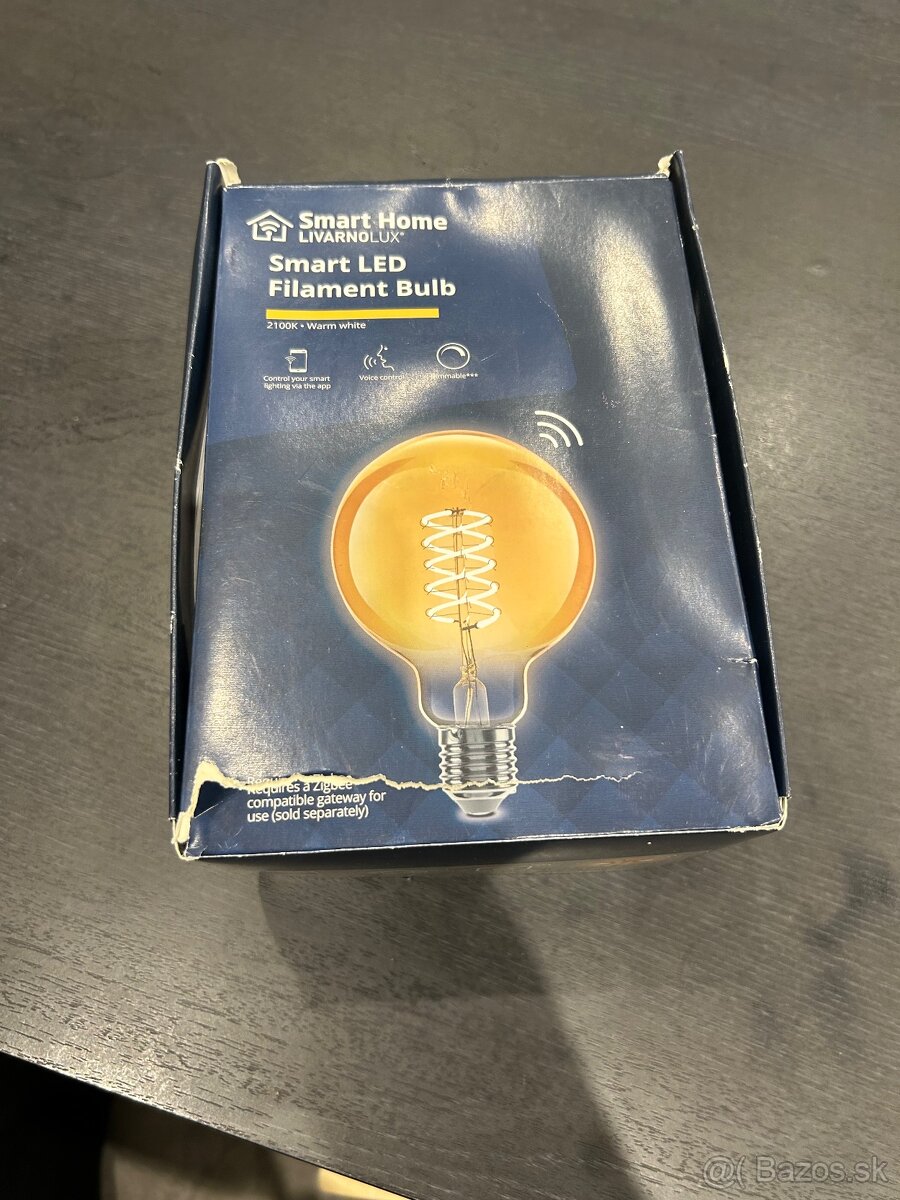 Smart Home
LIVARNOLUX®
Smart LED
Filament Bulb
2100K • Warm white
Control your smart
lighting via the app
Voice control
Dimmable***
Requires a Zigbee
compatible gateway for
use (sold separately)
@( Bazos.sk